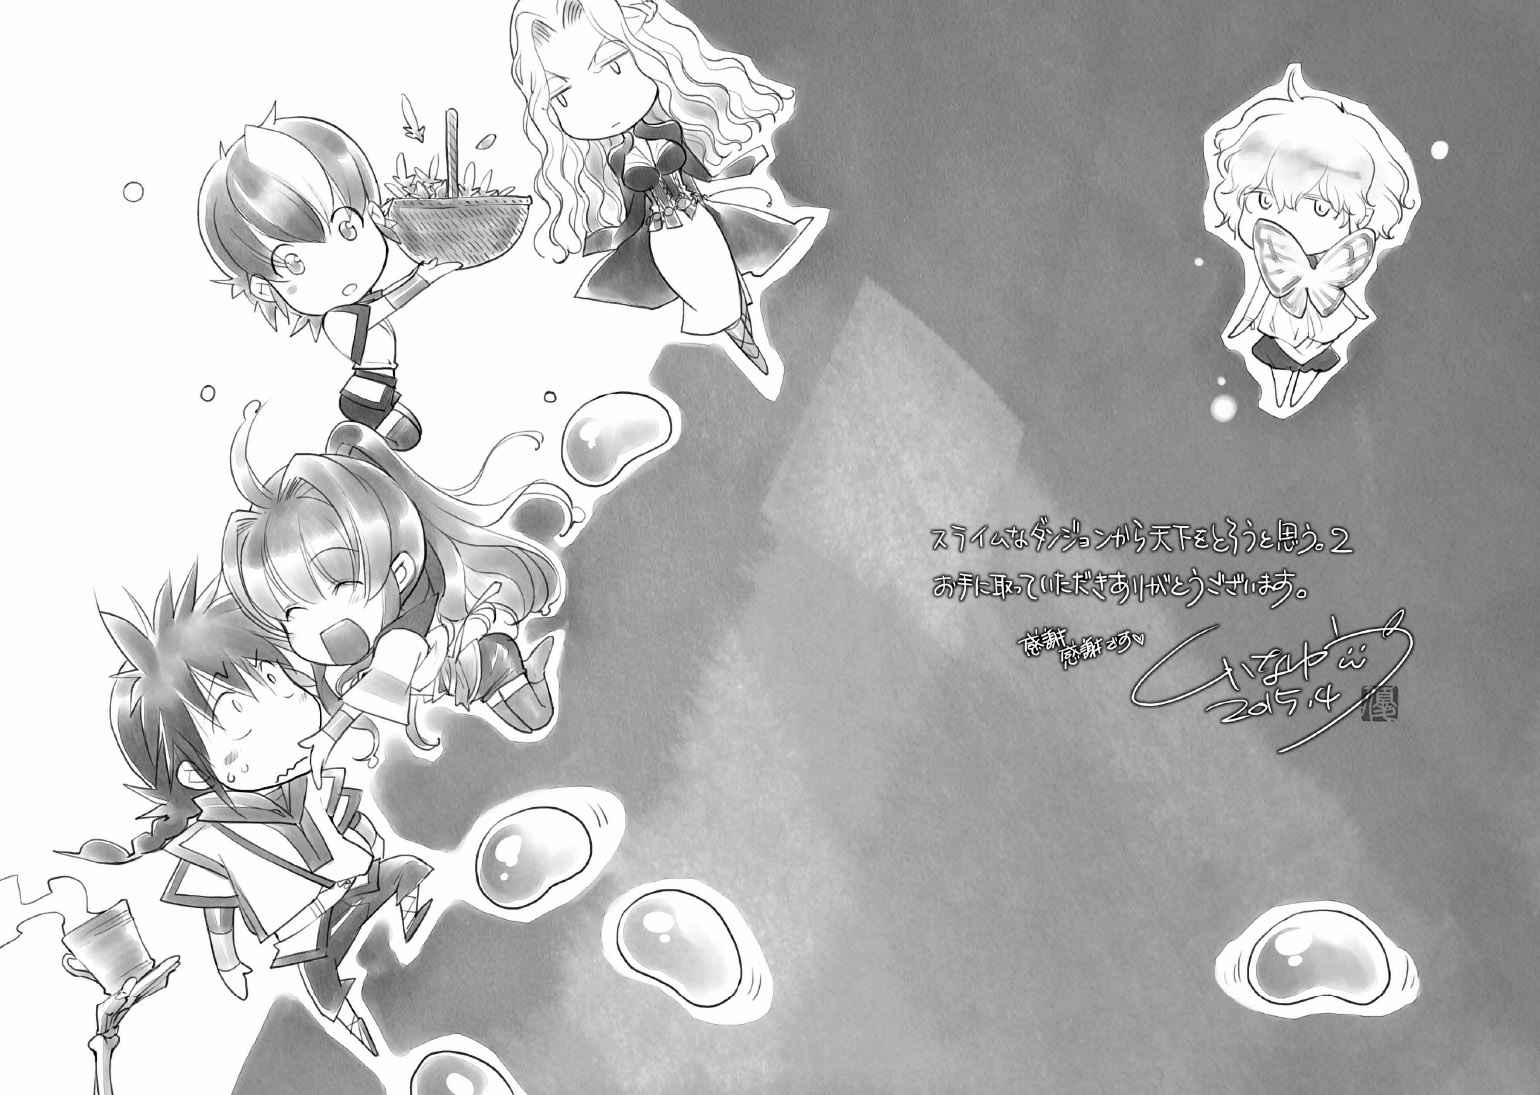 スライムなダンジョンから天下をとろうと思う。2
お手に取っていただきありがとうございます。
感謝
感謝です♡
2015.4